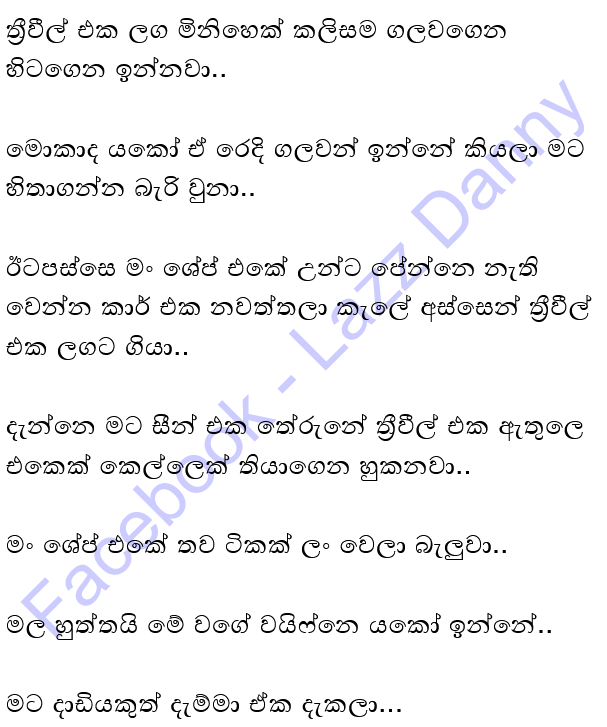 ත්‍රීවීල් එක ලග මිනිහෙක් කලිසම ගලවගෙන
හිටගෙන ඉන්නවා..
මොකාද යකෝ ඒ රෙදි ගලවන් ඉන්නේ කියලා මට
හිතාගන්න බැරි වුනා..
ඊටපස්සෙ මං ශේප් එකේ උන්ට පේන්නෙ නැති
වෙන්න කාර් එක නවත්තලා කැලේ අස්සෙන් ත්‍රීවීල්
එක ලගට ගියා..
දැන්නෙ මට සීන් එක තේරුනේ ත්‍රීවීල් එක ඇතුලෙ
එකෙක් කෙල්ලෙක් තියාගෙන හුකනවා..
මං ශේප් එකේ තව ටිකක් ලං වෙලා බැලුවා..
මල හුත්තයි මේ වගේ වයිෆ්නෙ යකෝ ඉන්නේ..
මට දාඩියකුත් දැම්මා ඒක දැකලා...
Facebook - Lazz Danny